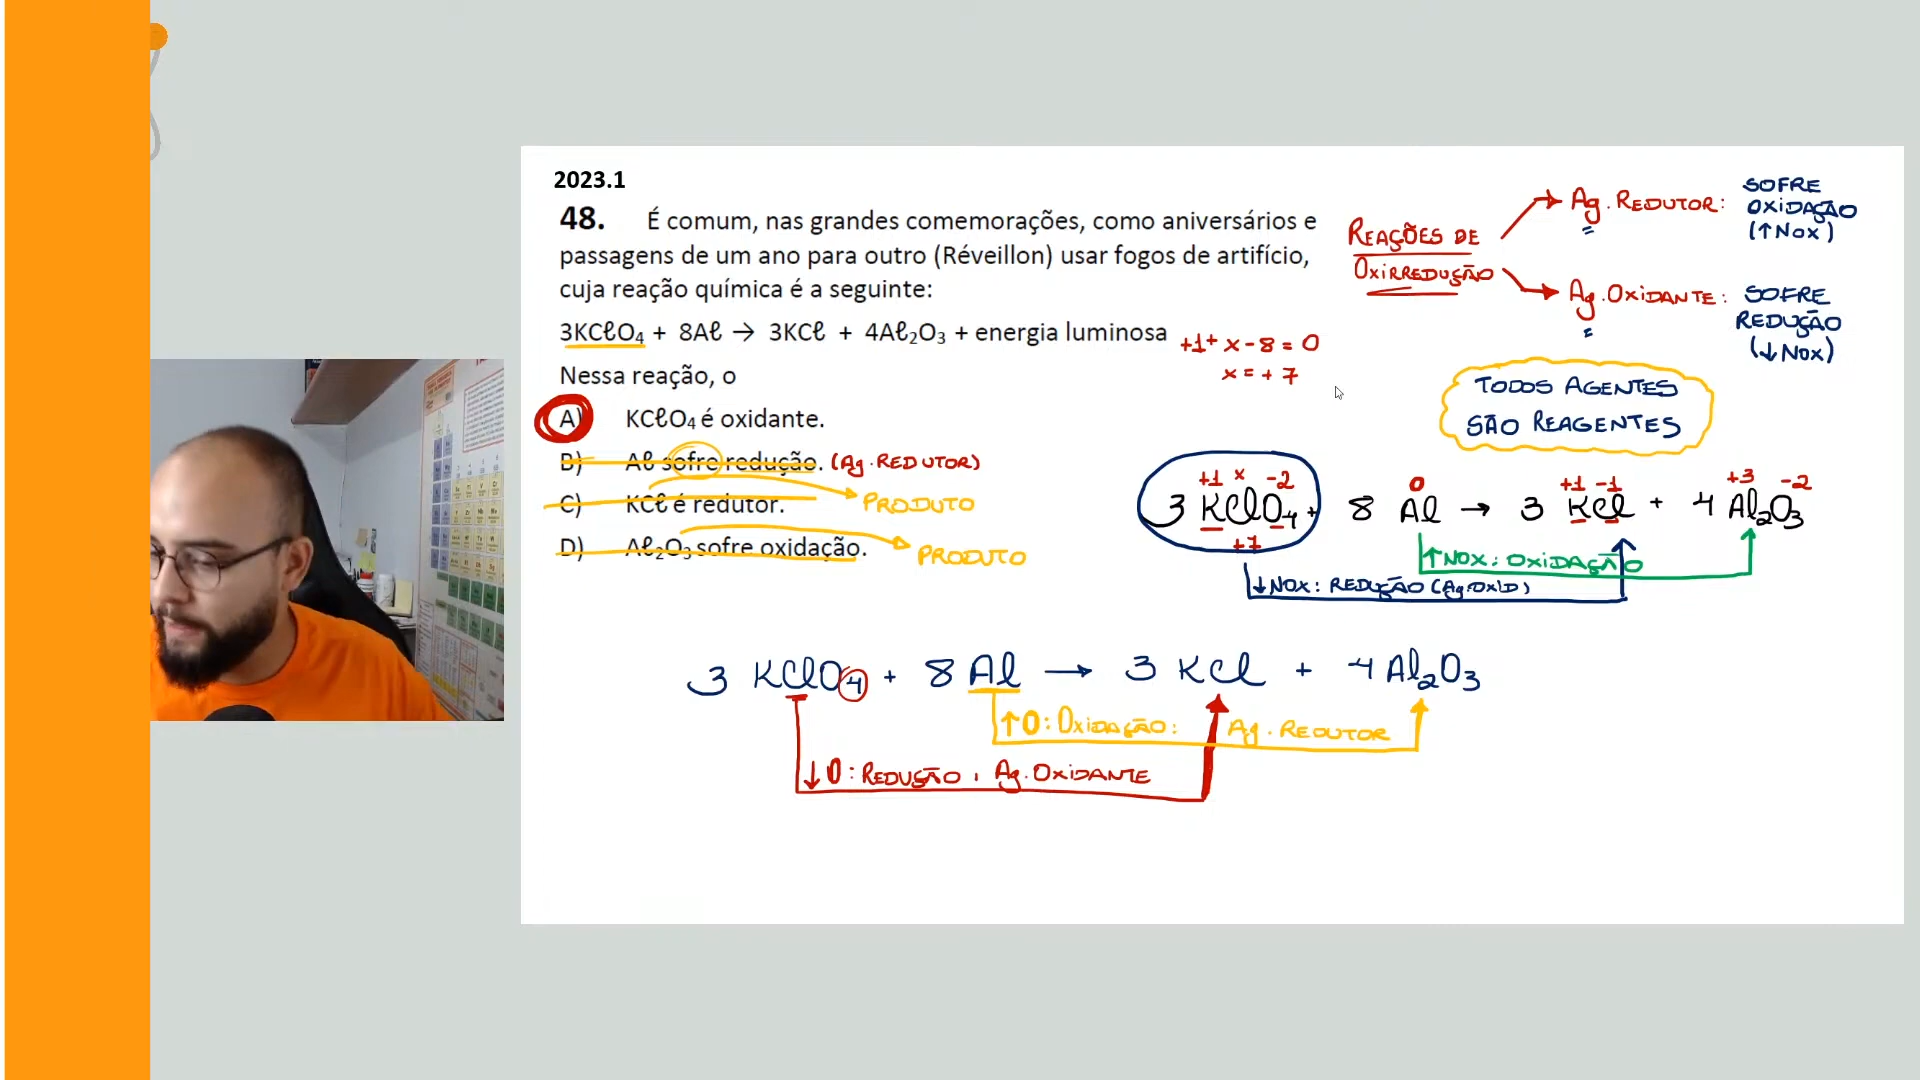 2023.1
48. É comum, nas grandes comemorações, como aniversários e
passagens de um ano para outro (Réveillon) usar fogos de artifício,
cuja reação química é a seguinte:
3KCℓO₄ + 8Aℓ → 3KCℓ + 4Aℓ₂O₃ + energia luminosa
Nessa reação, o
A) KCℓO₄ é oxidante.
B) Aℓ sofre redução. (Ag. REDUTOR)
C) KCℓ é redutor. PRODUTO
D) Aℓ₂O₃ sofre oxidação. PRODUTO
REAÇÕES DE
OXIRREDUÇÃO
Ag. REDUTOR: SOFRE
OXIDAÇÃO
(↑NOX)
Ag. OXIDANTE: SOFRE
REDUÇÃO
(↓NOX)
+1+ x - 8 = 0
x = + 7
TODOS AGENTES
SÃO REAGENTES
+1 x -2 0 +1 -1 +3 -2
3 KClO₄ + 8 Al → 3 KCl + 4 Al₂O₃
+7
↑NOX: OXIDAÇÃO
↓NOX: REDUÇÃO (Ag.OXID)
3 KClO₄ + 8 Al → 3 KCl + 4 Al₂O₃
↑O: OXIDAÇÃO: Ag. REDUTOR
↓O: REDUÇÃO, Ag. OXIDANTE